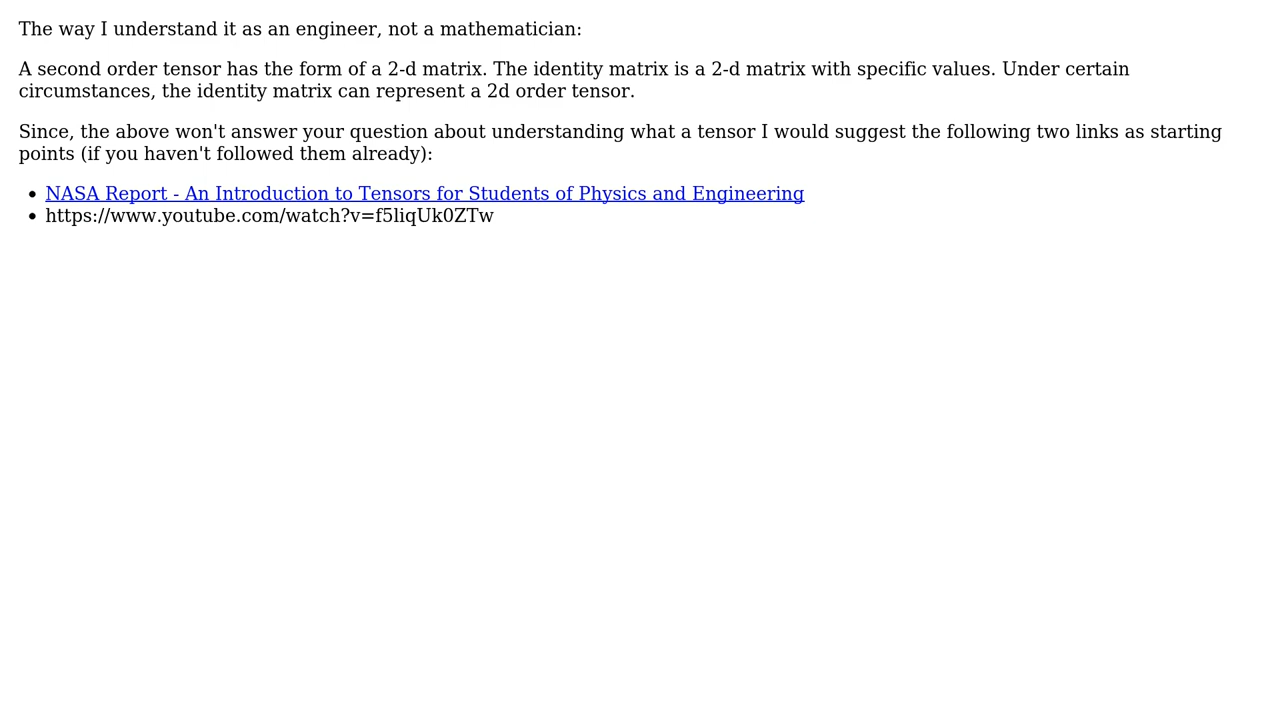 The way I understand it as an engineer, not a mathematician:
A second order tensor has the form of a 2-d matrix. The identity matrix is a 2-d matrix with specific values. Under certain
circumstances, the identity matrix can represent a 2d order tensor.
Since, the above won't answer your question about understanding what a tensor I would suggest the following two links as starting
points (if you haven't followed them already):
• NASA Report - An Introduction to Tensors for Students of Physics and Engineering
• https://www.youtube.com/watch?v=f5liqUk0ZTw